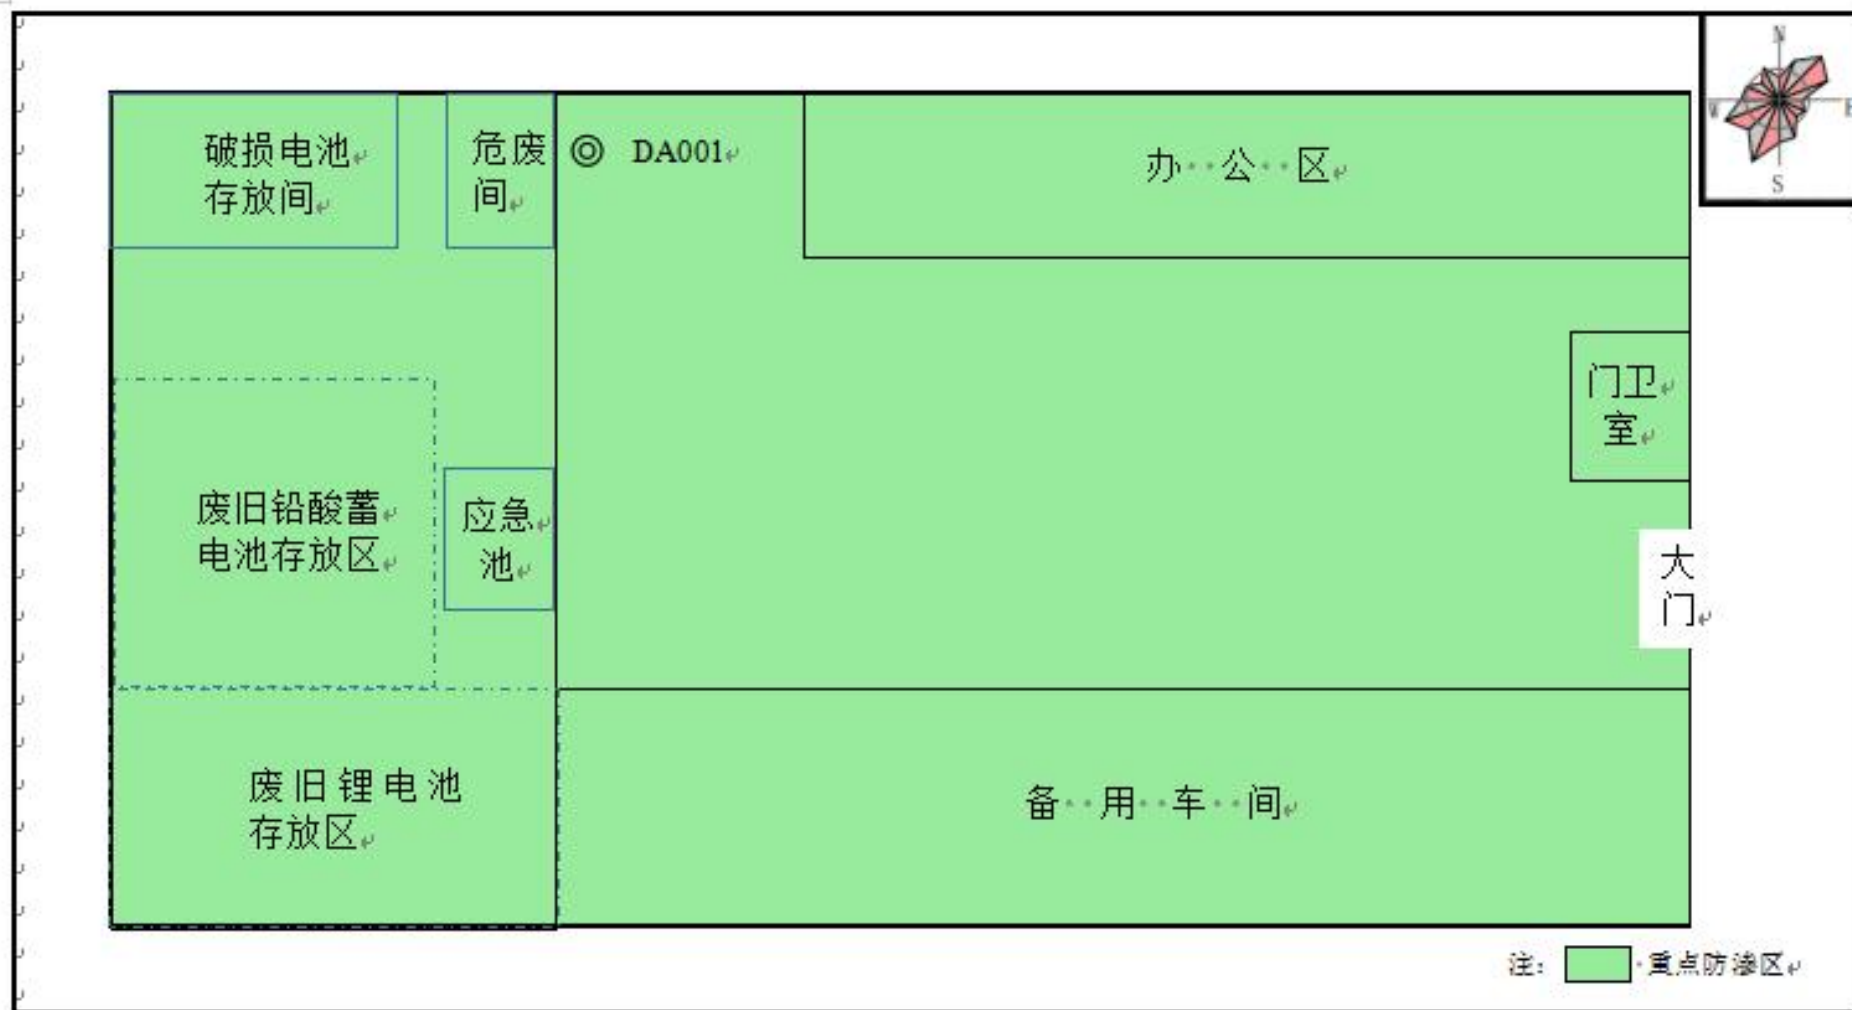 N
W
E
S
破损电池
存放间
危废
间
◎ DA001
办 公 区
门卫
室
废旧铅酸蓄
电池存放区
应急
池
大
门
废旧锂电池
存放区
备 用 车 间
注： 重点防渗区